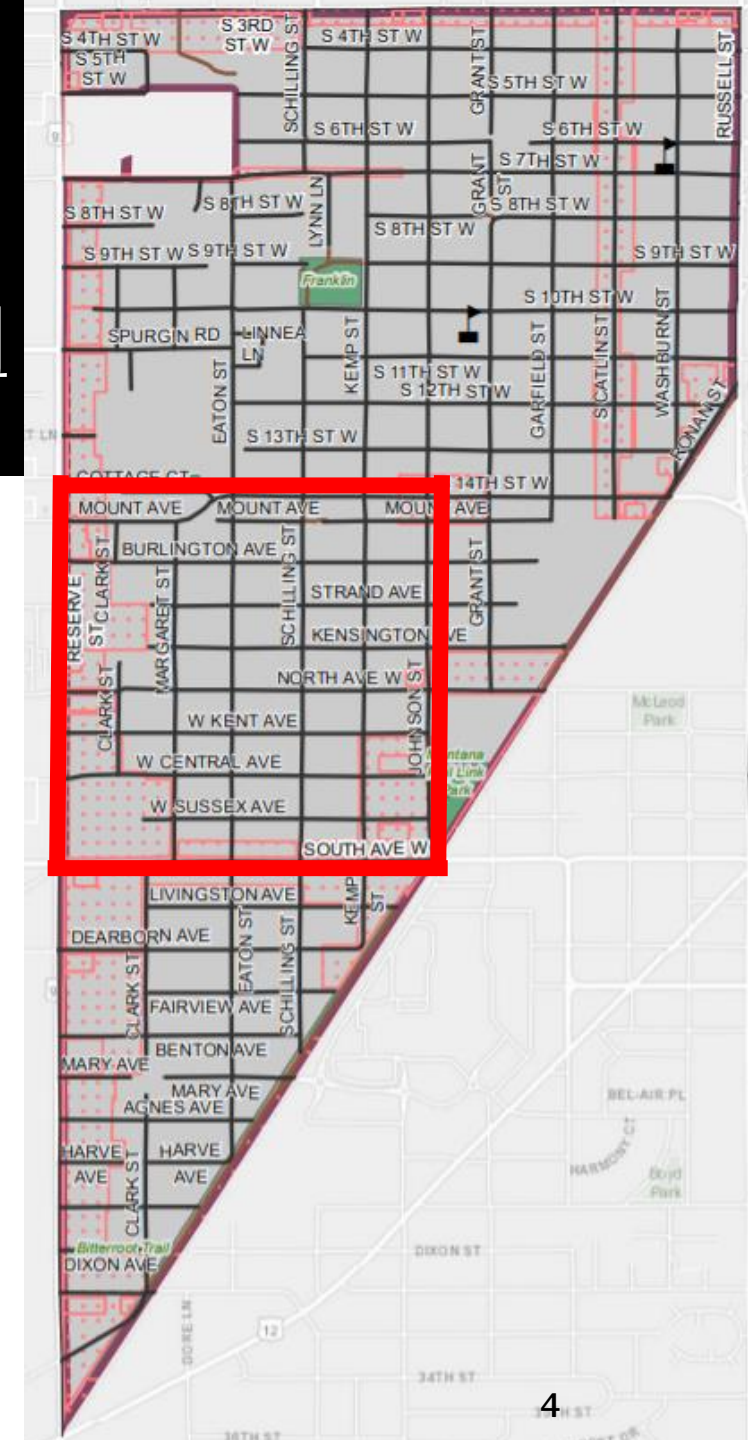 S 3RD
ST W
S 4TH ST W
S 4TH ST W
S 5TH
ST W
SCHILLING ST
GRANT ST
RUSSELL ST
S 5TH ST W
S 6TH ST W
S 6TH ST W
S 7TH ST W
GRANT
ST
S 8TH ST W
S 8TH ST W
S 8TH ST W
S 8TH ST W
LYNN LN
S 9TH ST W
S 9TH ST W
S 9TH ST W
Franklin
S 10TH ST W
SPURGIN RD
LINNEA
LN
KEMP ST
EATON ST
GARFIELD ST
S CATLIN ST
WASHBURN ST
S 11TH ST W
S 12TH ST W
RONAN ST
S 13TH ST W
COTTAGE CT
14TH ST W
MOUNT AVE
MOUNT AVE
MOUNT AVE
BURLINGTON AVE
CLARK ST
RESERVE
ST
MARGARET ST
SCHILLING ST
GRANT ST
STRAND AVE
KENSINGTON AVE
NORTH AVE W
CLARK ST
JOHNSON ST
W KENT AVE
McLeod
Park
W CENTRAL AVE
Link
Park
W SUSSEX AVE
SOUTH AVE W
LIVINGSTON AVE
KEMP
ST
DEARBORN AVE
EATON ST
SCHILLING ST
CLARK ST
FAIRVIEW AVE
BENTON AVE
MARY AVE
MARY AVE
AGNES AVE
BEL-AIR PL
HARMONY CT
HARVE
AVE
HARVE
AVE
CLARK ST
Boyd
Park
Bitterroot Trail
DIXON AVE
DIXON ST
DORE LN
12
34TH ST
4